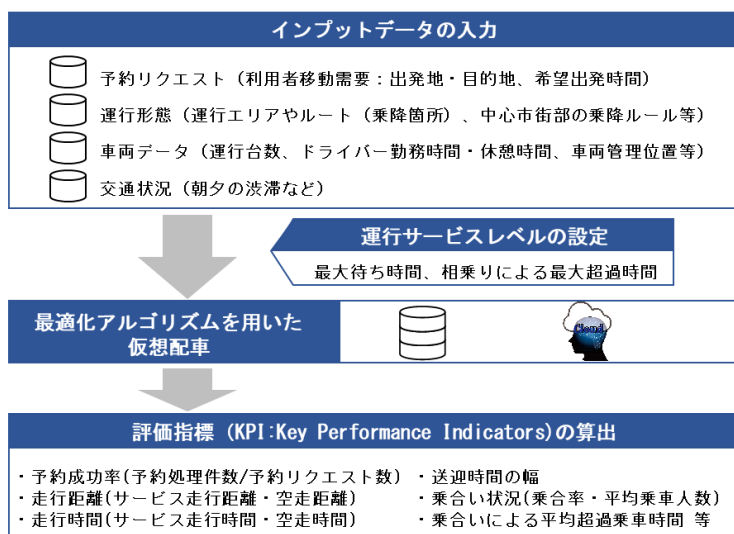 インプットデータの入力
予約リクエスト（利用者移動需要：出発地・目的地、希望出発時間）
運行形態（運行エリアやルート（乗降箇所）、中心市街部の乗降ルール等）
車両データ（運行台数、ドライバー勤務時間・休憩時間、車両管理位置等）
交通状況（朝夕の渋滞など）
運行サービスレベルの設定
最大待ち時間、相乗りによる最大超過時間
最適化アルゴリズムを用いた
仮想配車
Cloud
評価指標 (KPI:Key Performance Indicators)の算出
・予約成功率(予約処理件数/予約リクエスト数)
・走行距離(サービス走行距離・空走距離)
・走行時間(サービス走行時間・空走時間)
・送迎時間の幅
・乗合い状況(乗合率・平均乗車人数)
・乗合いによる平均超過乗車時間 等